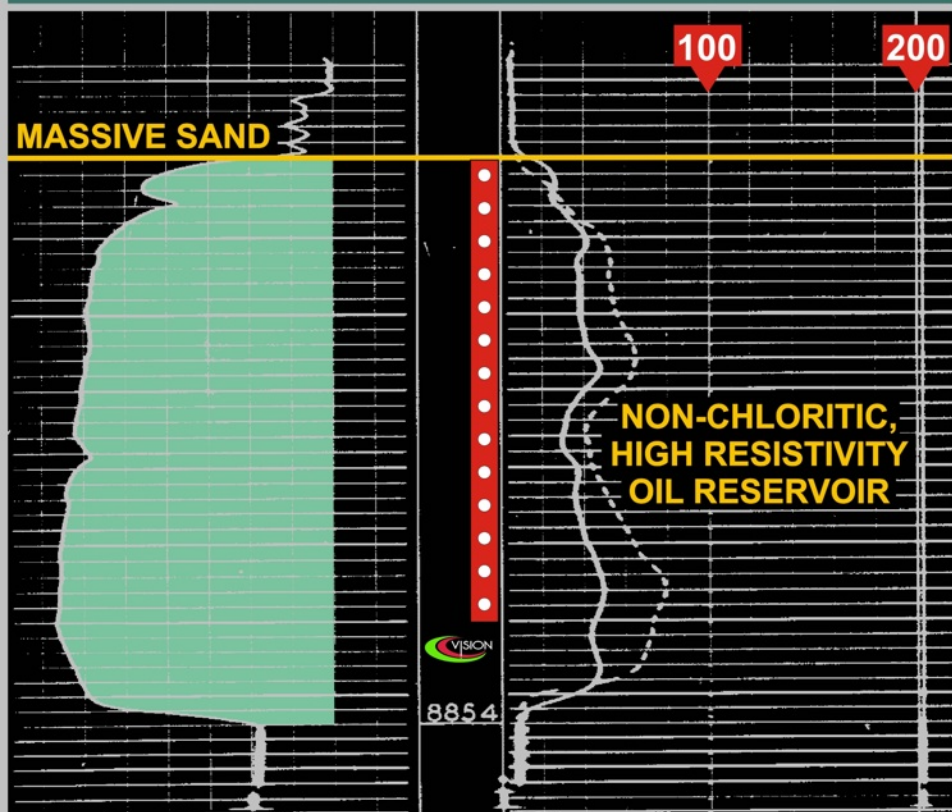 100
200
MASSIVE SAND
NON-CHLORITIC,
HIGH RESISTIVITY
OIL RESERVOIR
VISION
8854